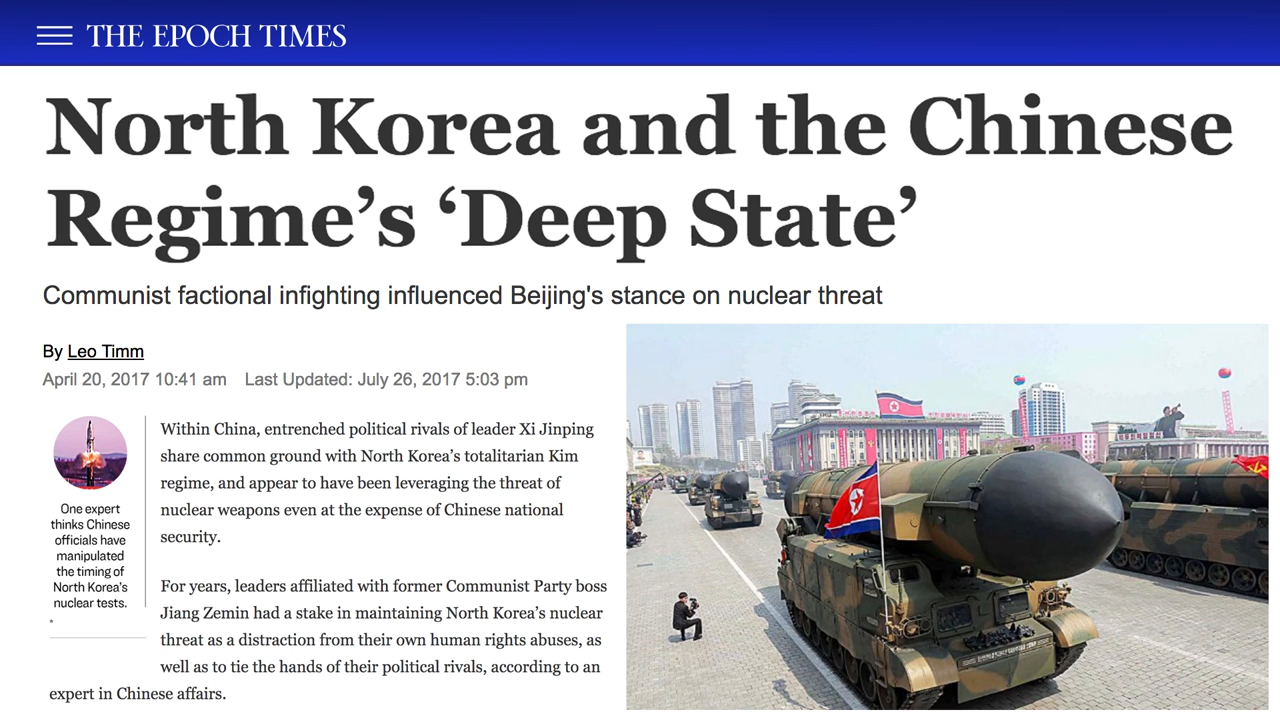 THE EPOCH TIMES
North Korea and the Chinese
Regime’s ‘Deep State’
Communist factional infighting influenced Beijing's stance on nuclear threat
By Leo Timm
April 20, 2017 10:41 am Last Updated: July 26, 2017 5:03 pm
One expert
thinks Chinese
officials have
manipulated
the timing of
North Korea’s
nuclear tests.
*
Within China, entrenched political rivals of leader Xi Jinping
share common ground with North Korea’s totalitarian Kim
regime, and appear to have been leveraging the threat of
nuclear weapons even at the expense of Chinese national
security.
For years, leaders affiliated with former Communist Party boss
Jiang Zemin had a stake in maintaining North Korea’s nuclear
threat as a distraction from their own human rights abuses, as
well as to tie the hands of their political rivals, according to an
expert in Chinese affairs.